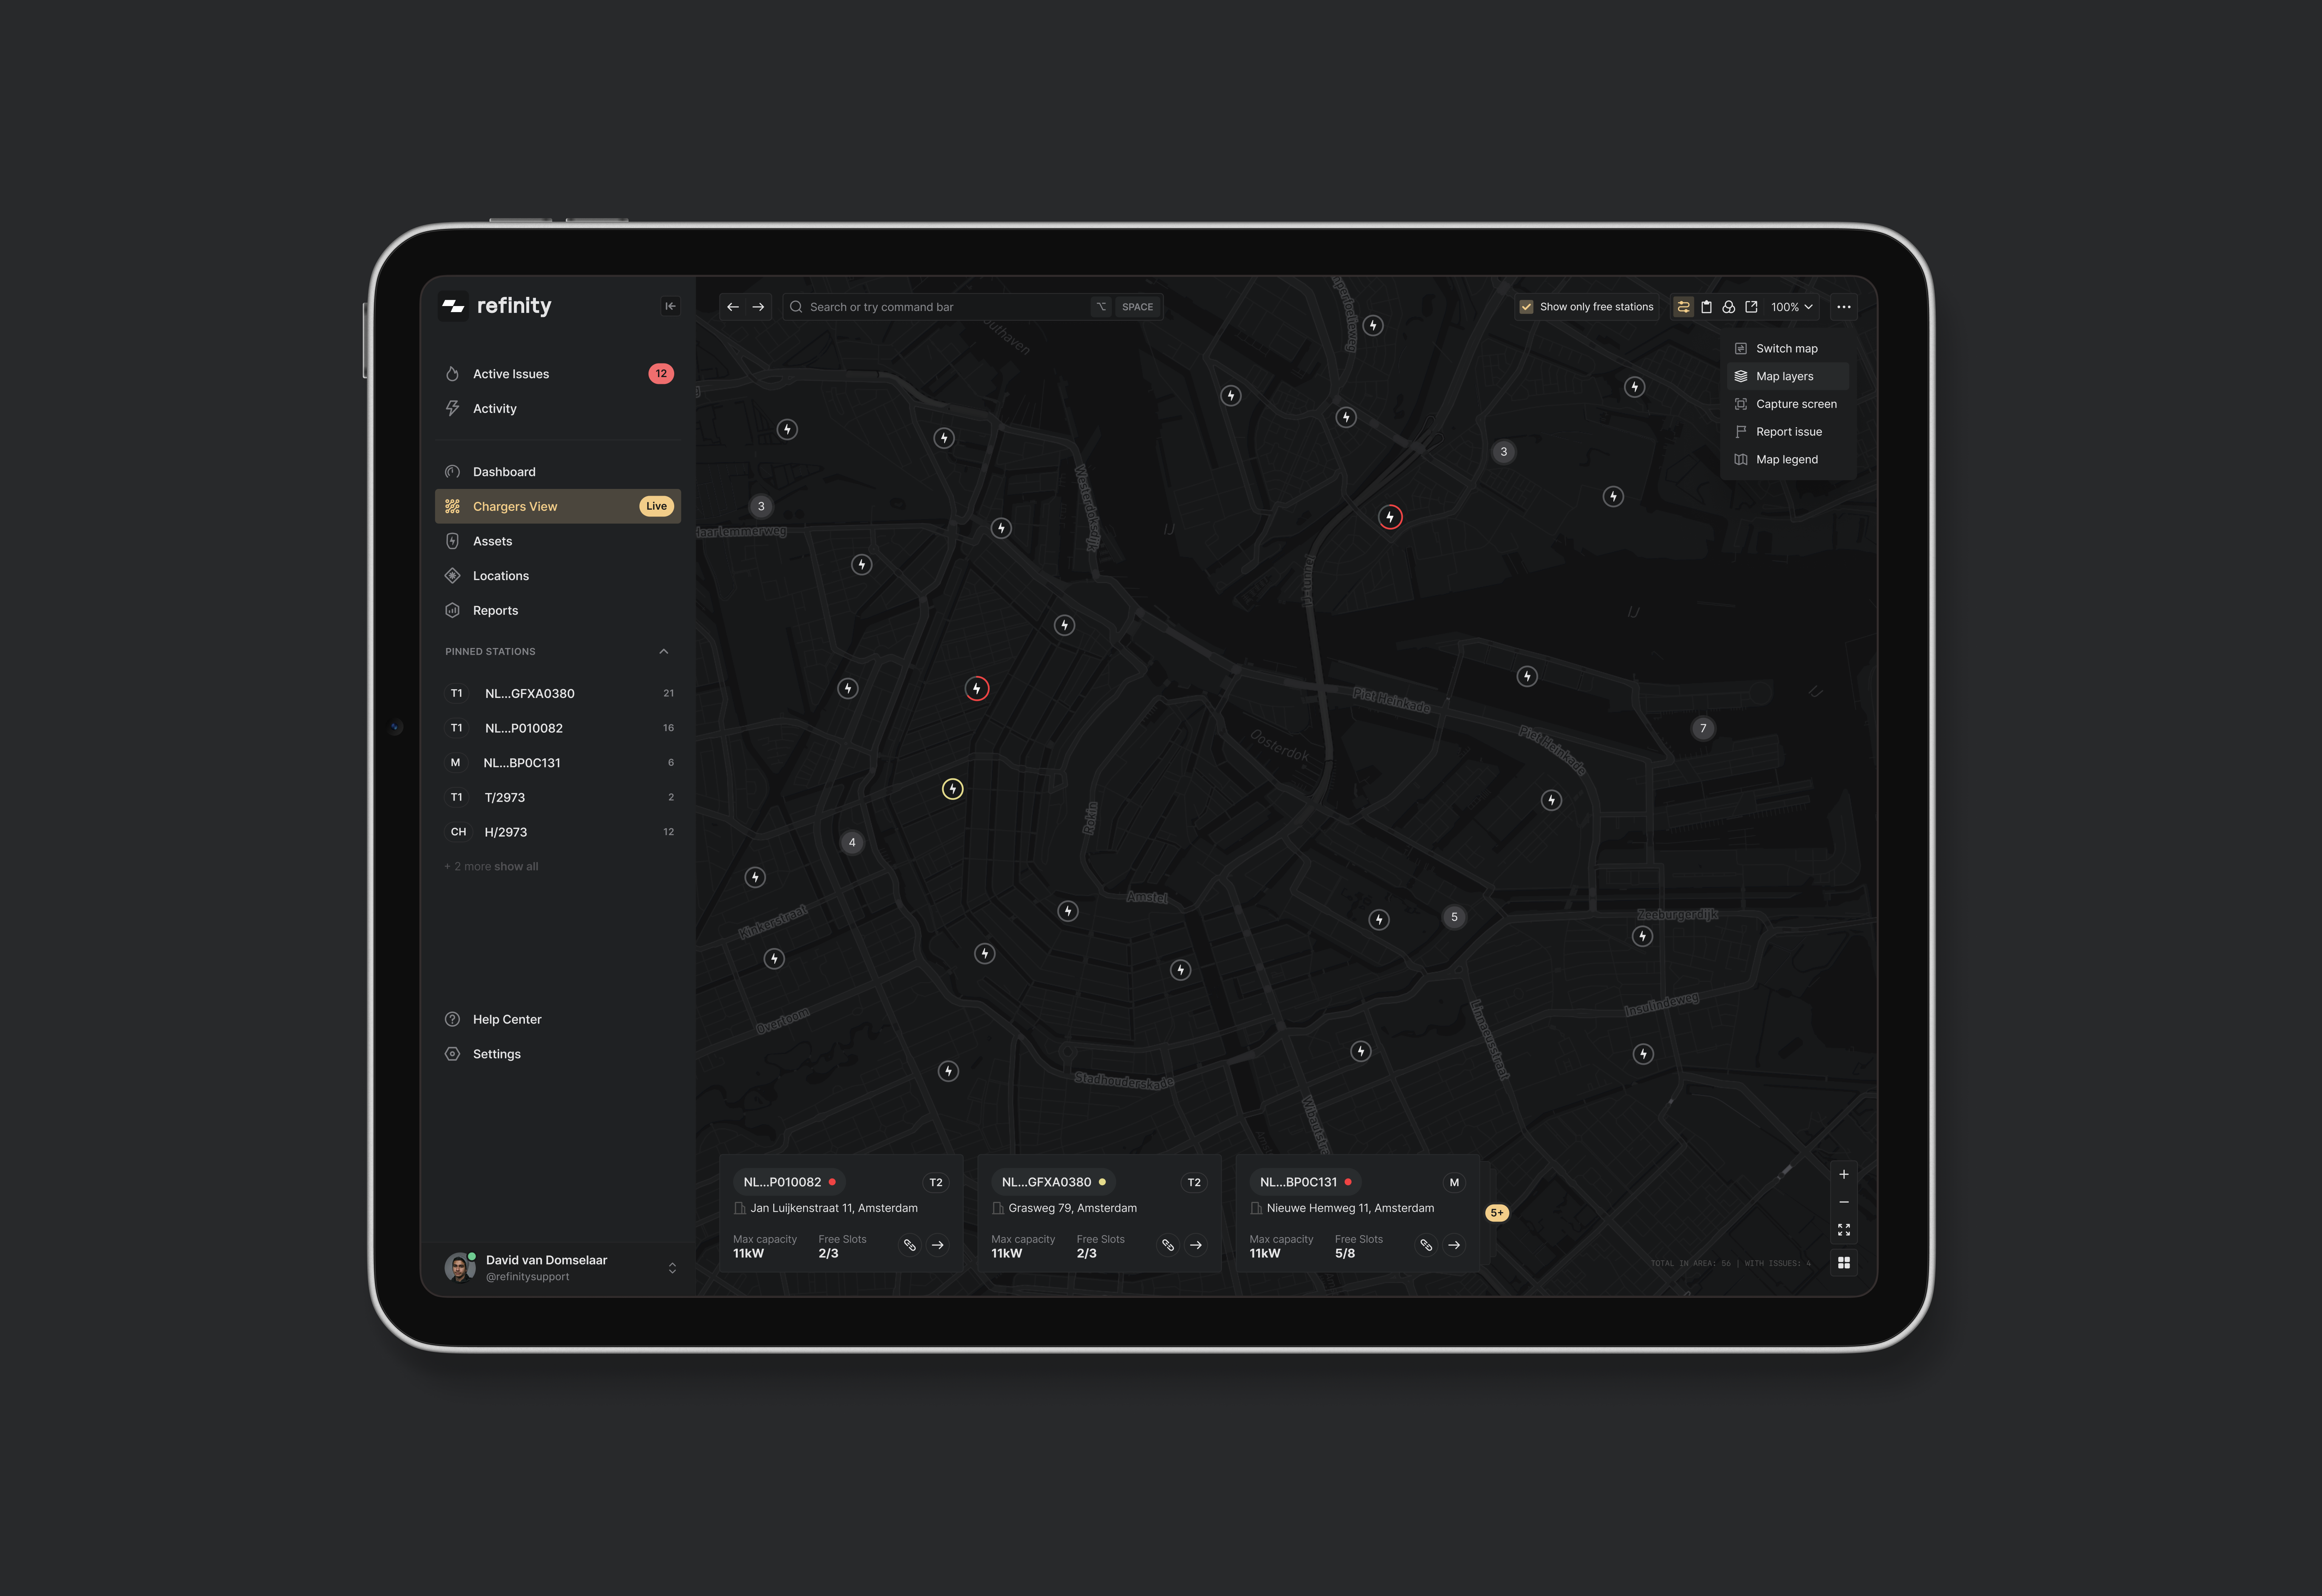 refinity
Active Issues 12
Activity
Dashboard
Chargers View Live
Assets
Locations
Reports
PINNED STATIONS
T1 NL...GFXA0380 21
T1 NL...P010082 16
M NL...BP0C131 6
T1 T/2973 2
CH H/2973 12
+ 2 more show all
Help Center
Settings
David van Domselaar
@refinitysupport
Search or try command bar
SPACE
Show only free stations
100%
Switch map
Map layers
Capture screen
Report issue
Map legend
3
3
IJ
IJ
Piet Heinkade
Piet Heinkade
7
Oosterdok
Rokin
4
Amstel
5
Zeeburgerdijk
Kinkerstraat
Overtoom
Insulindeweg
Linnaeusstraat
Stadhouderskade
NL...P010082 T2
Jan Luijkenstraat 11, Amsterdam
Max capacity Free Slots
11kW 2/3
NL...GFXA0380 T2
Grasweg 79, Amsterdam
Max capacity Free Slots
11kW 2/3
NL...BP0C131 M
Nieuwe Hemweg 11, Amsterdam
Max capacity Free Slots
11kW 5/8
5+
TOTAL IN AREA: 56 | WITH ISSUES: 4